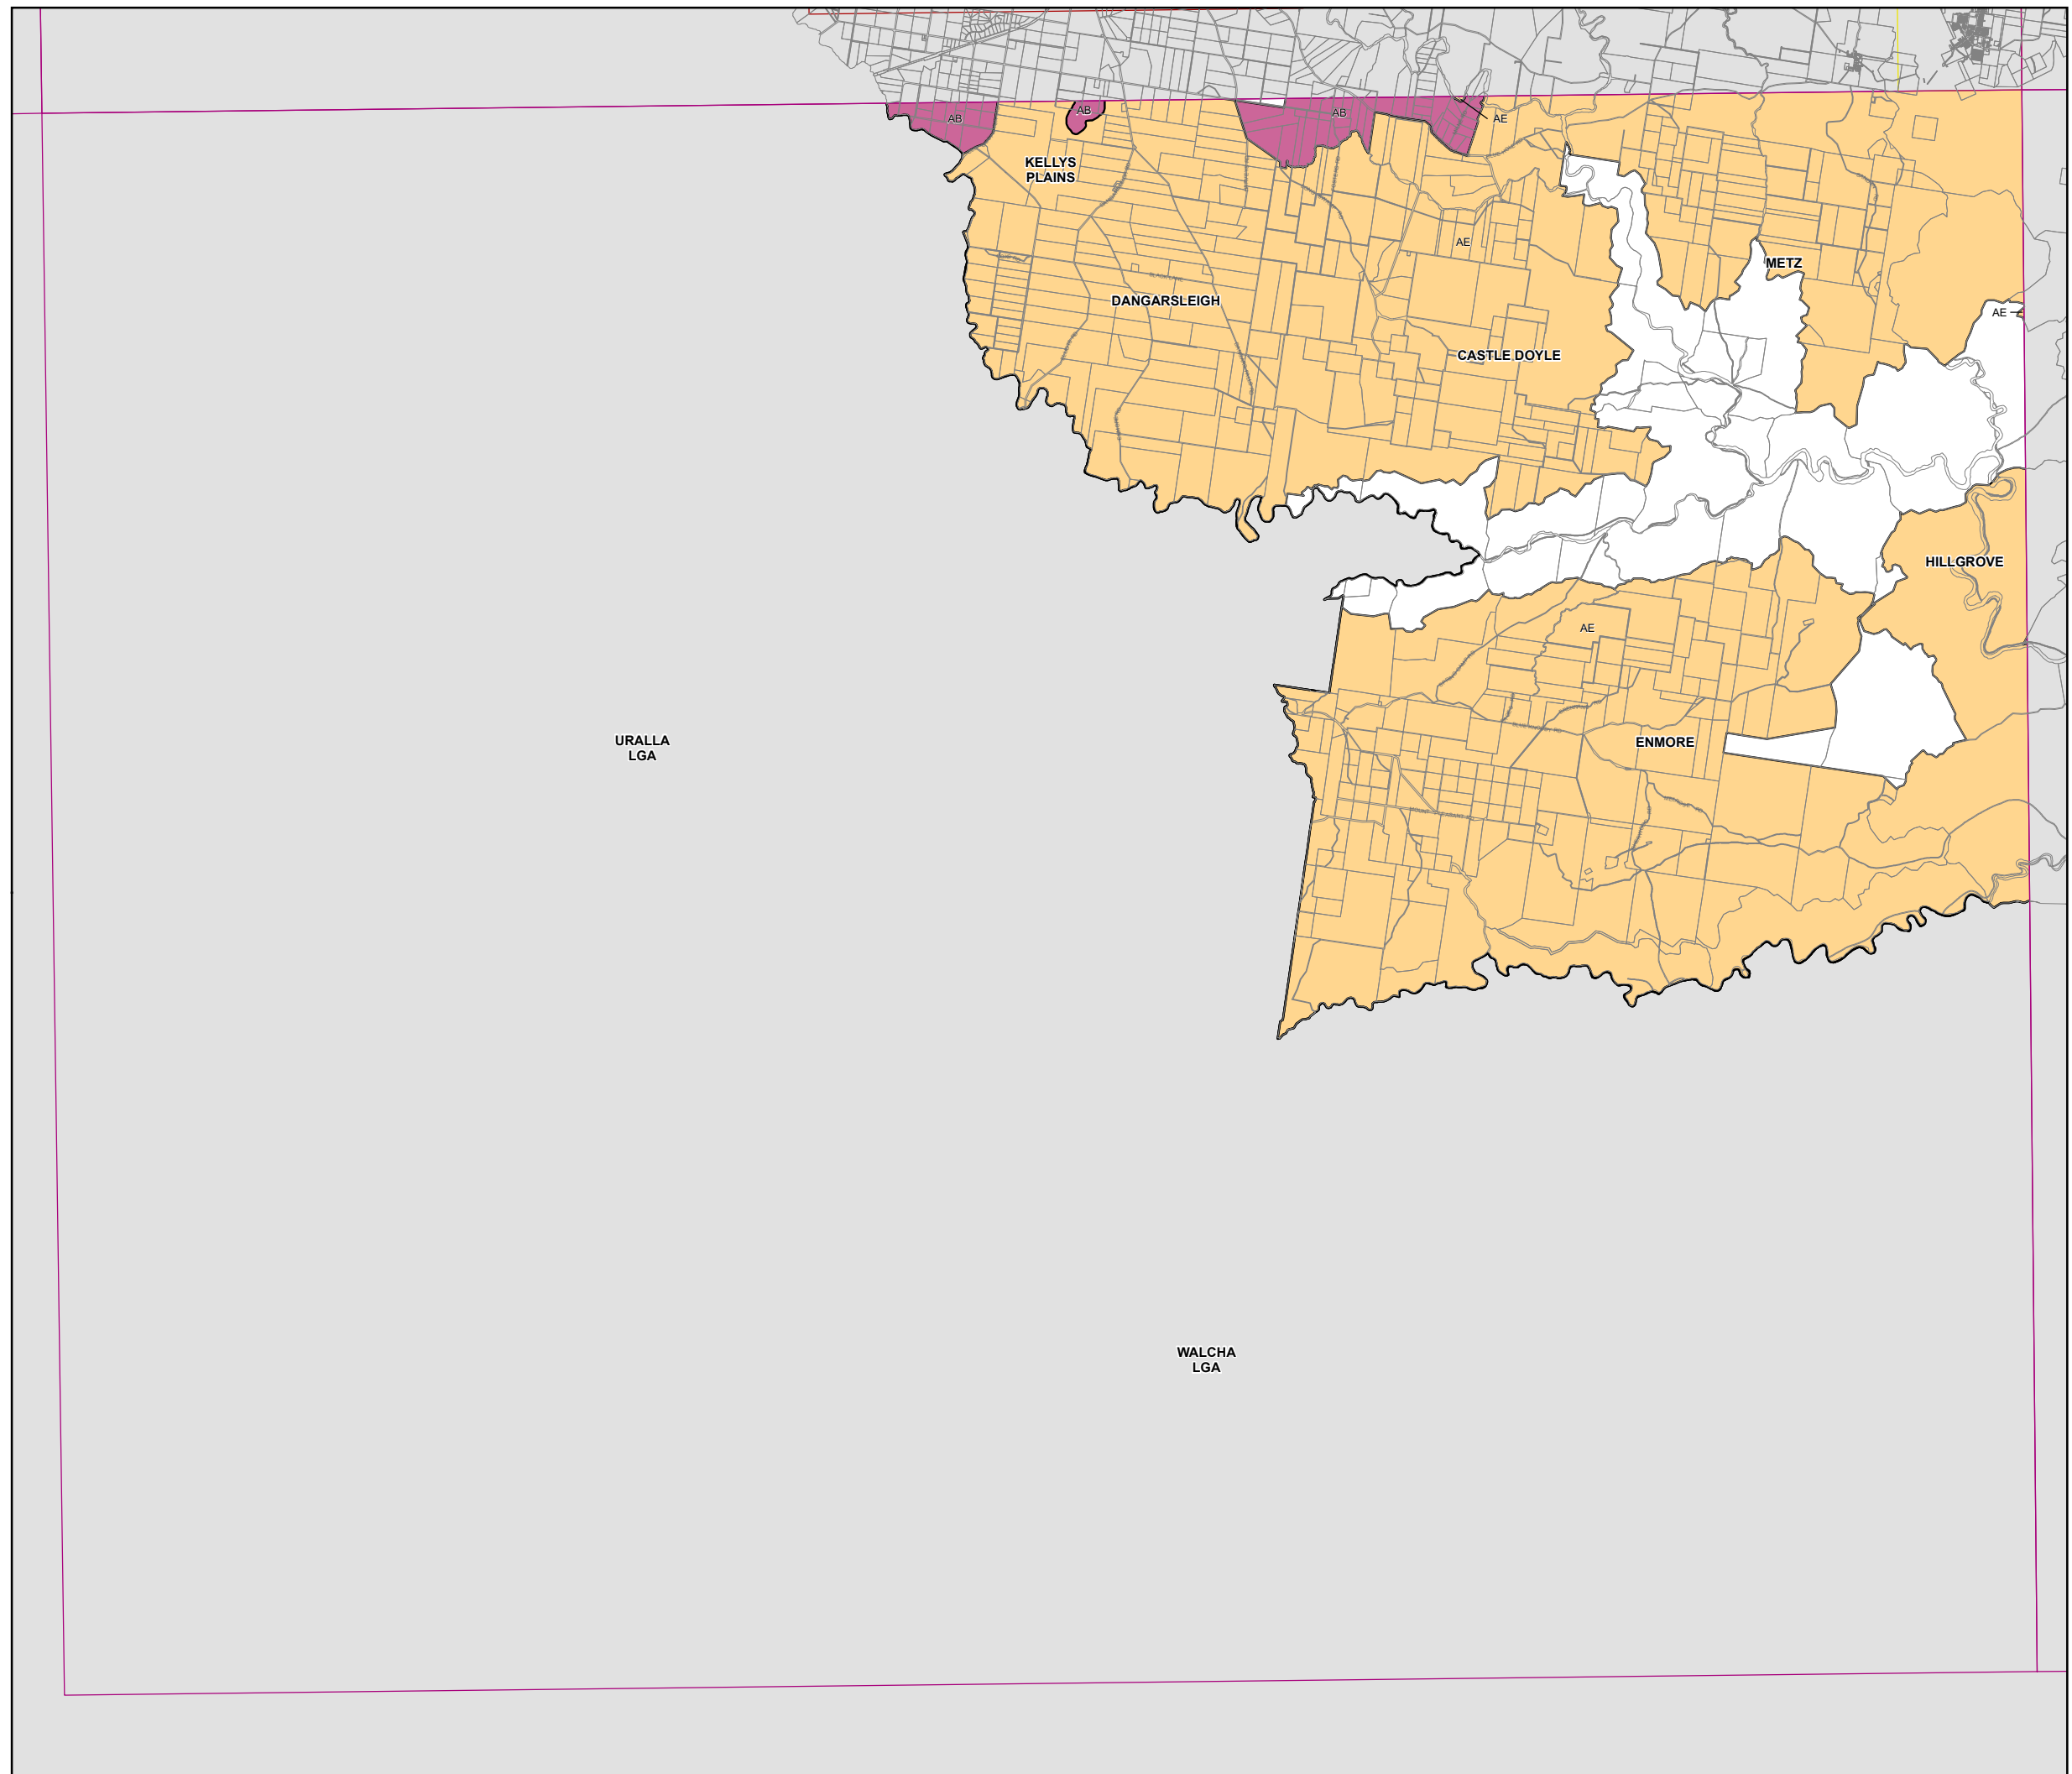 AB
AB
AB
AE
KELLYS
PLAINS
AE
METZ
DANGARSLEIGH
AE
CASTLE DOYLE
HILLGROVE
AE
URALLA
LGA
ENMORE
WALCHA
LGA